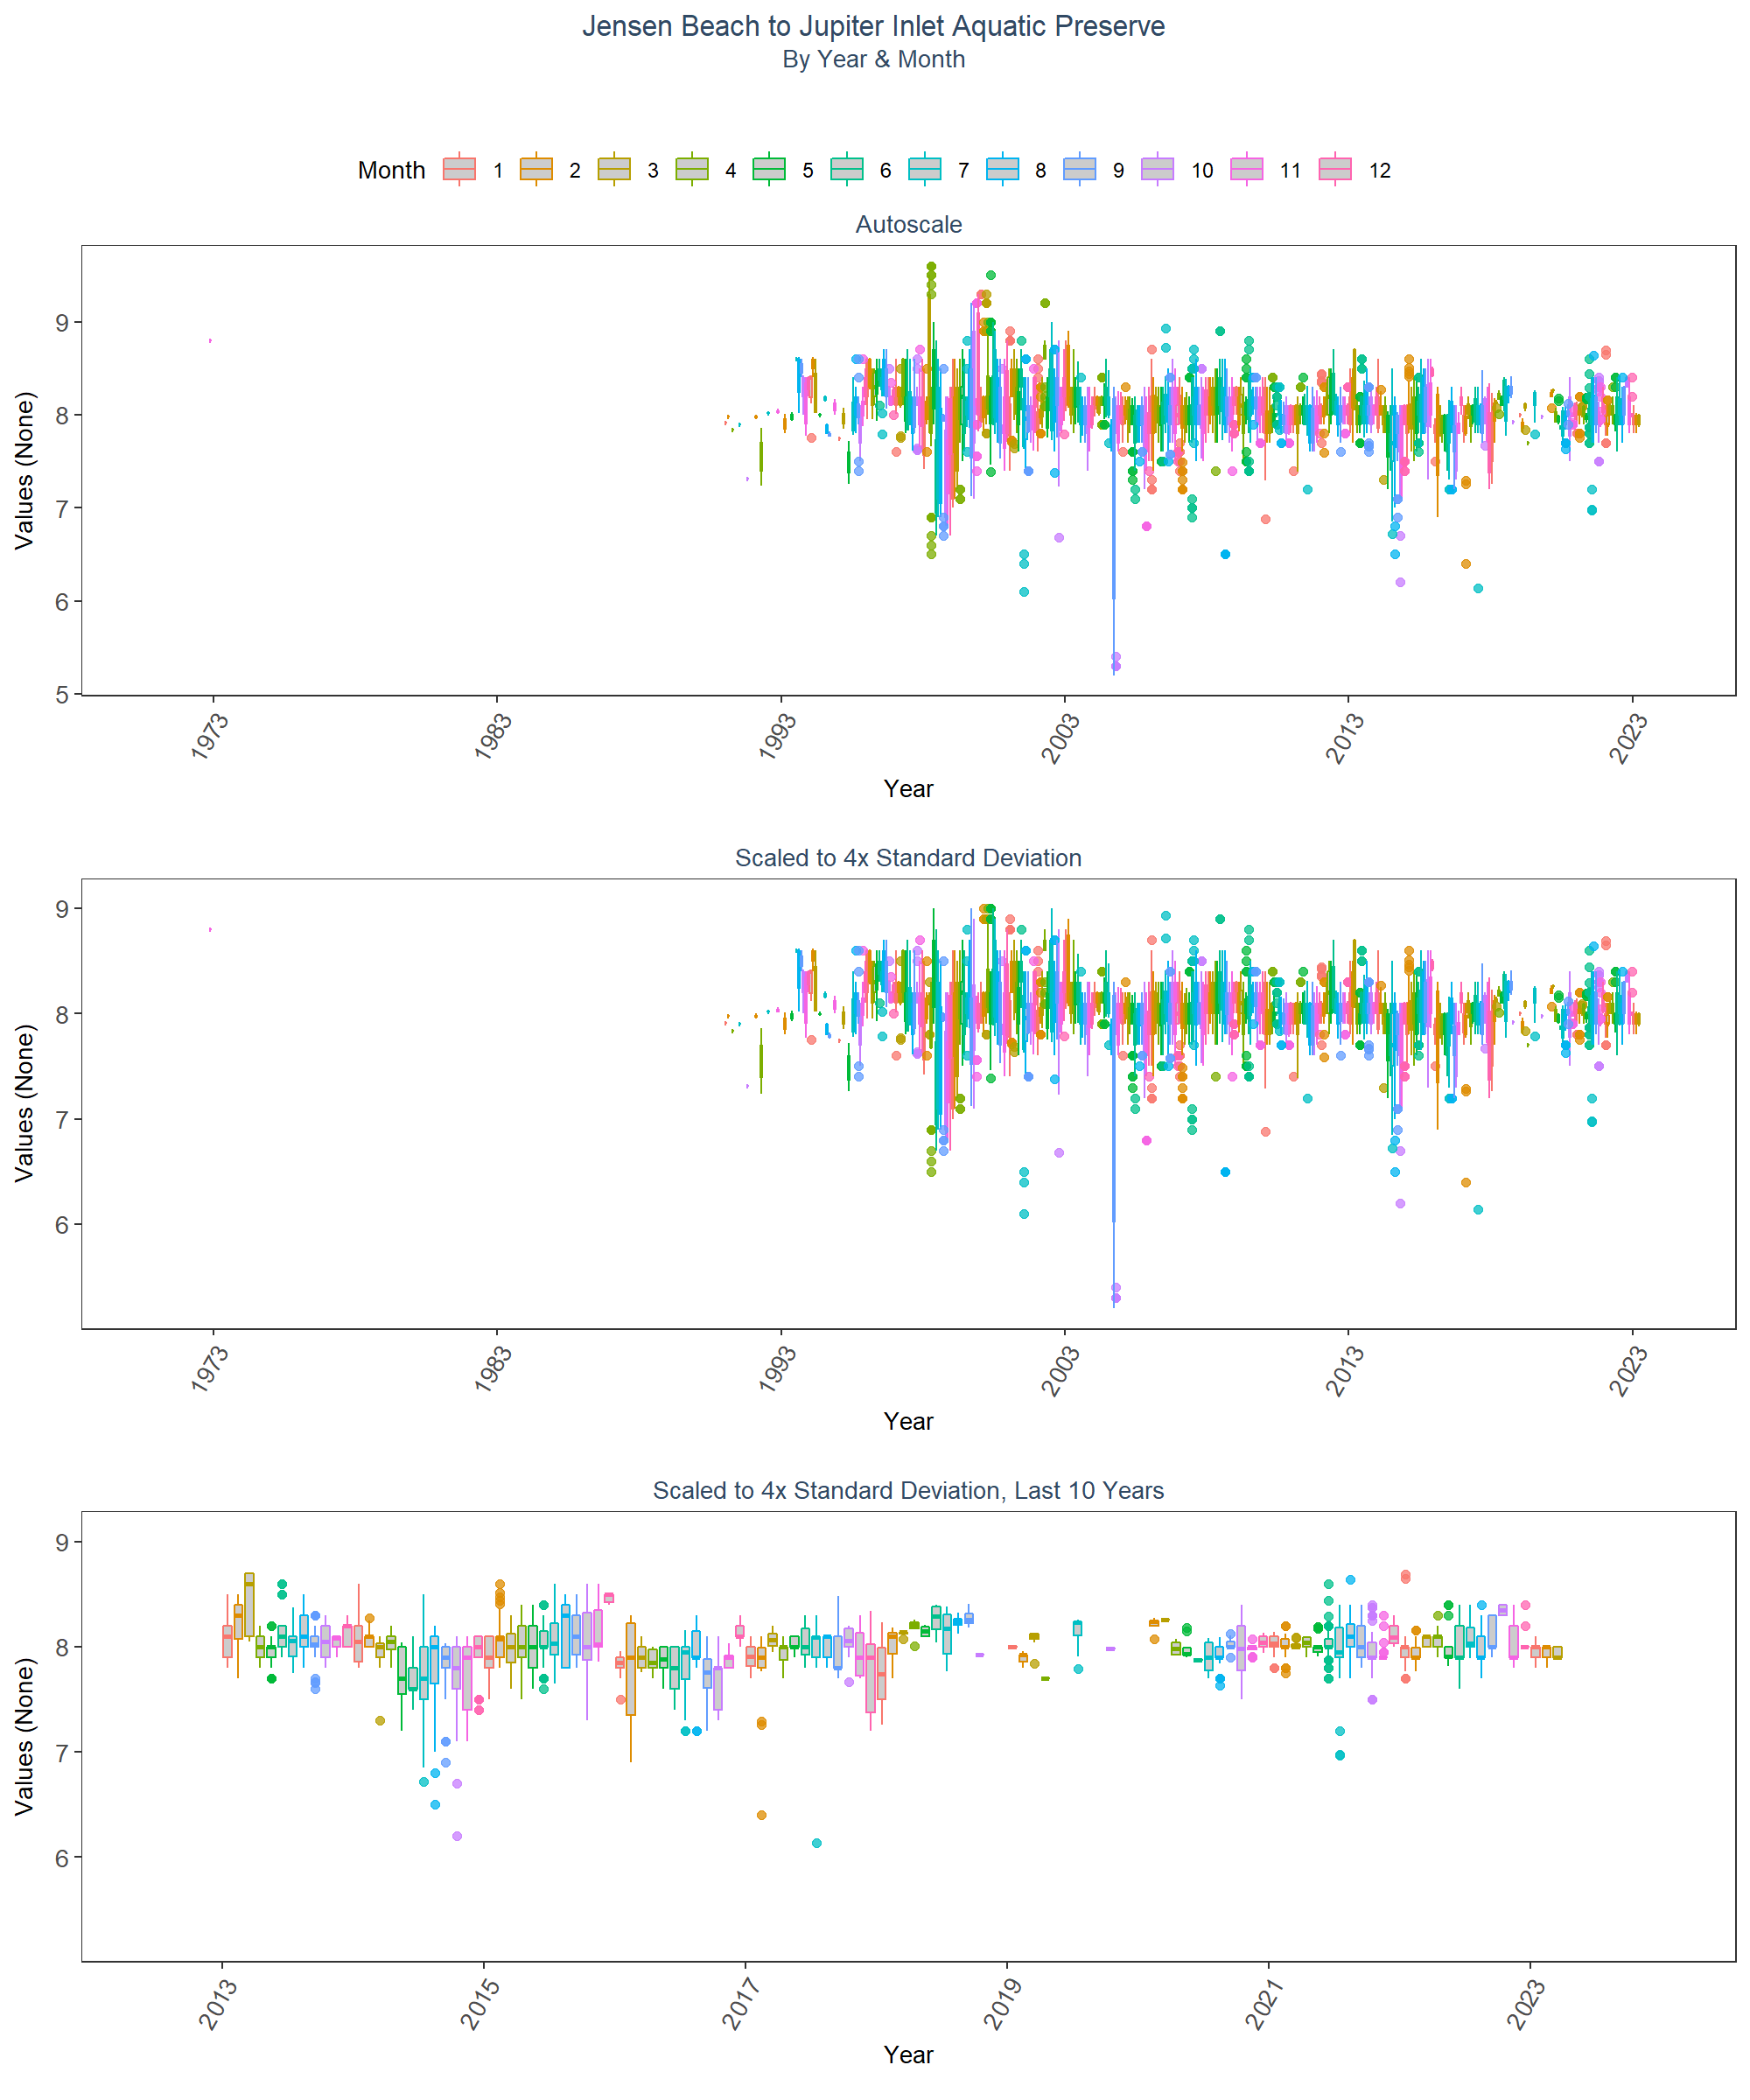 Jensen Beach to Jupiter Inlet Aquatic Preserve
By Year & Month
Month 1 2 3 4 5 6 7 8 9 10 11 12
Autoscale
Values (None)
9
8
7
6
5
1973 1983 1993 2003 2013 2023
Year
Scaled to 4x Standard Deviation
Values (None)
9
8
7
6
1973 1983 1993 2003 2013 2023
Year
Scaled to 4x Standard Deviation, Last 10 Years
Values (None)
9
8
7
6
2013 2015 2017 2019 2021 2023
Year